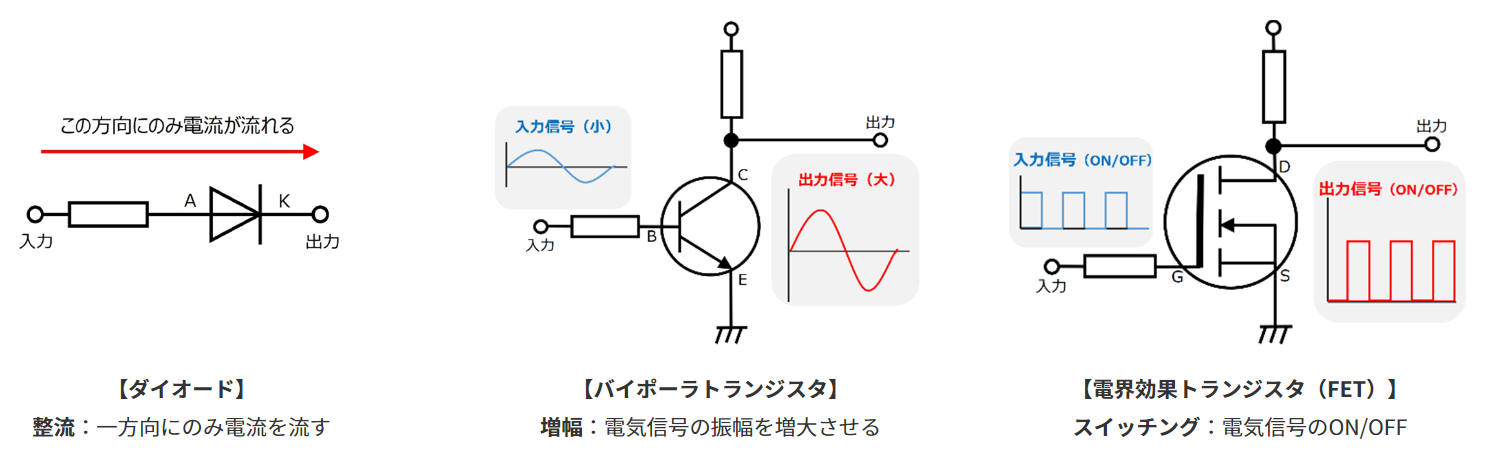 この方向にのみ電流が流れる
A
K
入力
出力
【ダイオード】
整流：一方向にのみ電流を流す
入力信号（小）
出力
C
出力信号（大）
B
入力
E
【バイポーラトランジスタ】
増幅：電気信号の振幅を増大させる
出力
入力信号（ON/OFF）
D
出力信号（ON/OFF）
G
S
入力
【電界効果トランジスタ（FET）】
スイッチング：電気信号のON/OFF